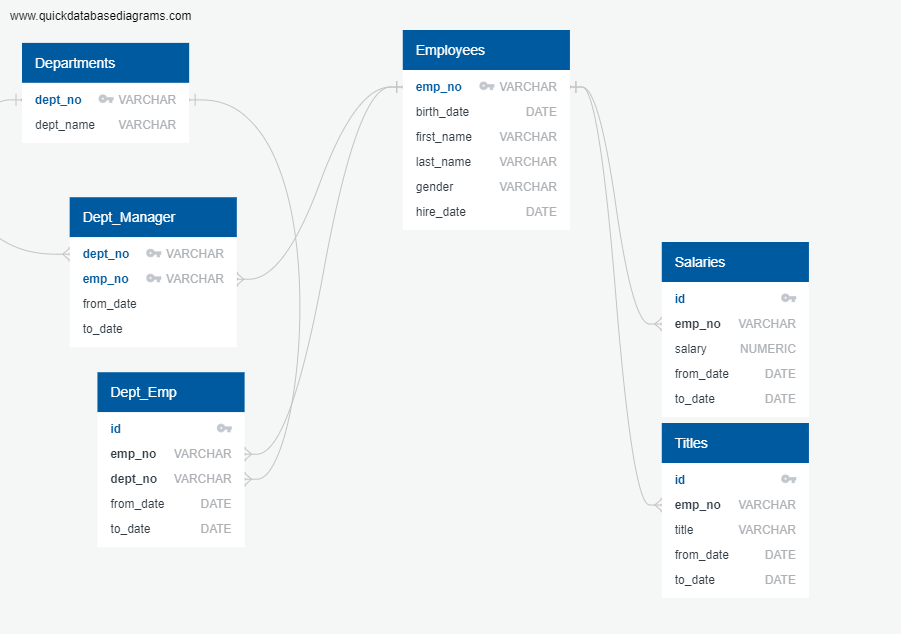 www.quickdatabasediagrams.com
Departments
dept_no VARCHAR
dept_name VARCHAR
Employees
emp_no VARCHAR
birth_date DATE
first_name VARCHAR
last_name VARCHAR
gender VARCHAR
hire_date DATE
Dept_Manager
dept_no VARCHAR
emp_no VARCHAR
from_date
to_date
Dept_Emp
id
emp_no VARCHAR
dept_no VARCHAR
from_date DATE
to_date DATE
Salaries
id
emp_no VARCHAR
salary NUMERIC
from_date DATE
to_date DATE
Titles
id
emp_no VARCHAR
title VARCHAR
from_date DATE
to_date DATE